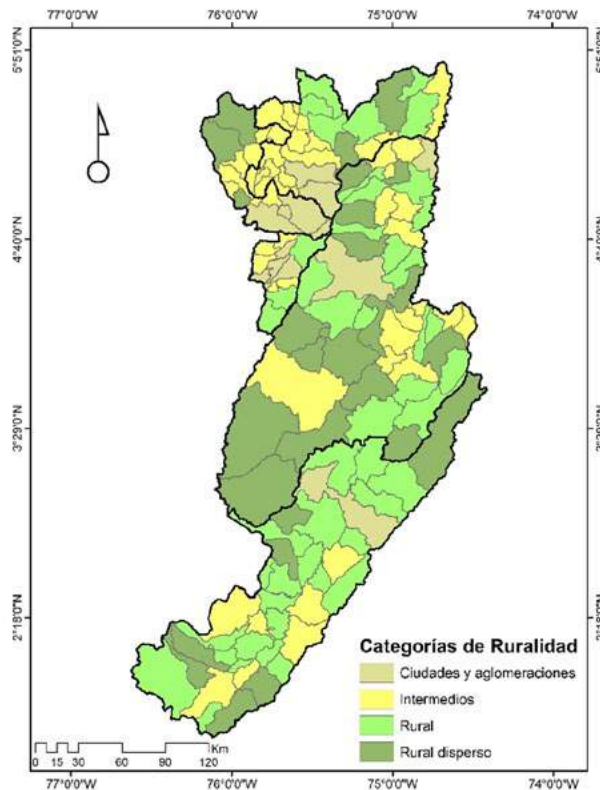 77°0'0"W 76°0'0"W 75°0'0"W 74°0'0"W
5°51'0"N
4°40'0"N
3°29'0"N
2°18'0"N
Categorías de Ruralidad
Ciudades y aglomeraciones
Intermedios
Rural
Rural disperso
Km
0 15 30 60 90 120
77°0'0"W 76°0'0"W 75°0'0"W 74°0'0"W